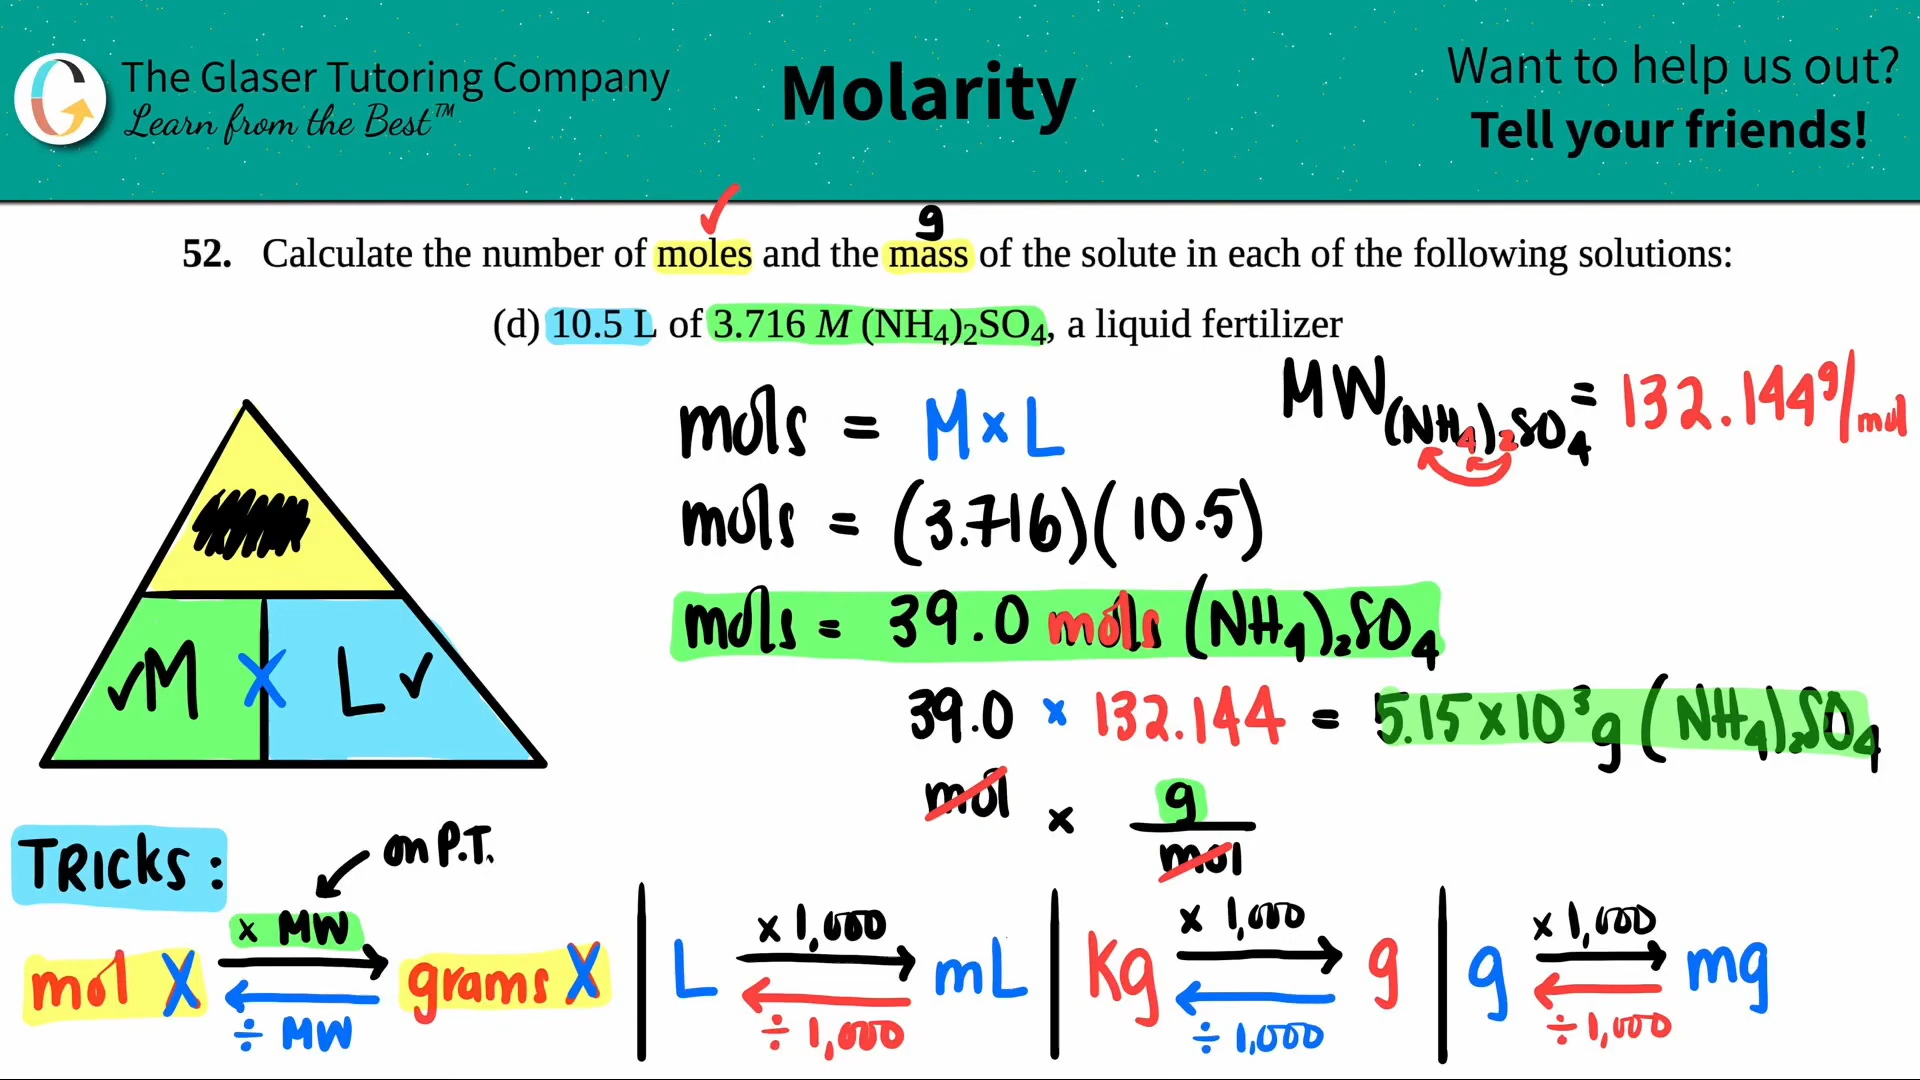 The Glaser Tutoring Company
Learn from the Best™
Molarity
Want to help us out?
Tell your friends!
g
52. Calculate the number of moles and the mass of the solute in each of the following solutions:
(d) 10.5 L of 3.716 M (NH₄)₂SO₄, a liquid fertilizer
MW(NH₄)₂SO₄ = 132.144 g/mol
mols = M × L
mols = (3.716)(10.5)
mols = 39.0 mols (NH₄)₂SO₄
✓M × L ✓
39.0 × 132.144 = 5.15×10³ g (NH₄)₂SO₄
mol × g
mol
TRICKS:
on P.T.
× MW
mol X grams X
÷ MW
× 1,000
L mL
÷ 1,000
× 1,000
Kg g
÷ 1,000
× 1,000
g mg
÷ 1,000